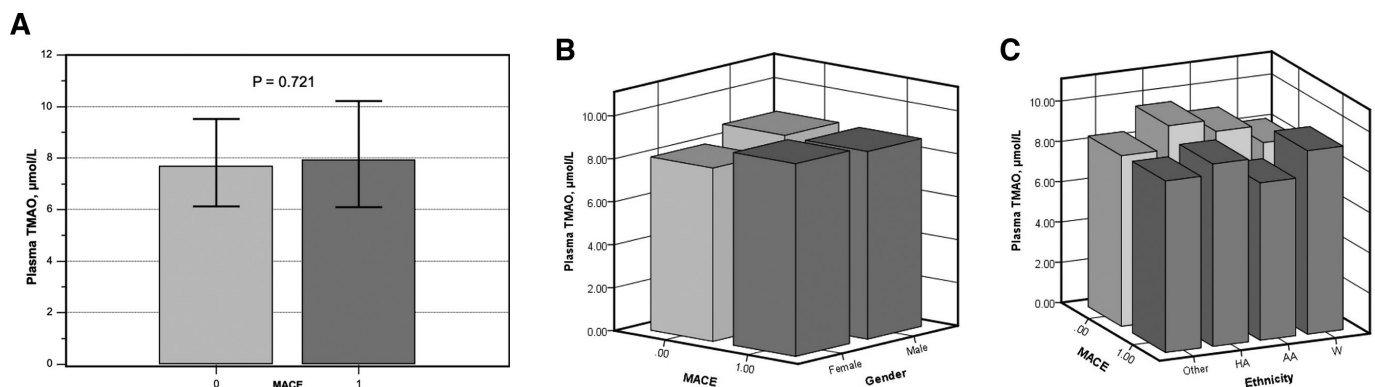 A
Plasma TMAO, µmol/L
12
10
8
6
4
2
0
P = 0.721
0
MACE
1
B
Plasma TMAO, µmol/L
10.00
8.00
6.00
4.00
2.00
0.00
.00
1.00
MACE
Female
Male
Gender
C
Plasma TMAO, µmol/L
10.00
8.00
6.00
4.00
2.00
0.00
.00
1.00
MACE
Other
HA
AA
W
Ethnicity